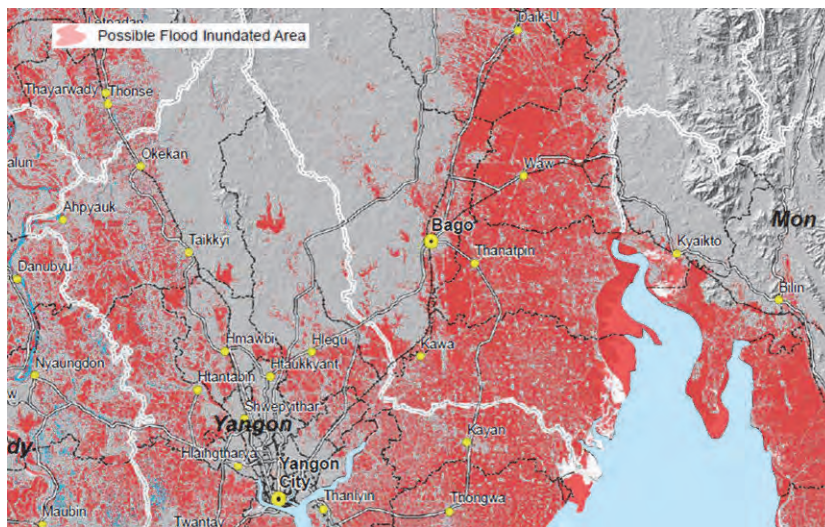 Letpadan
Daik-U
Possible Flood Inundated Area
Thayarwady
Thonse
Okekan
Waw
Ahpyauk
Bago
Mon
Taikkyi
Thanatpin
Kyaikto
Danubyu
Bilin
Hmawbi
Hlegu
Kawa
Nyaungdon
Htaukkyant
Htantabin
Shwepyithar
Yangon
Kayan
dy
Hlaingtharya
Yangon
City
Thanlyin
Thongwa
Maubin
Twantay